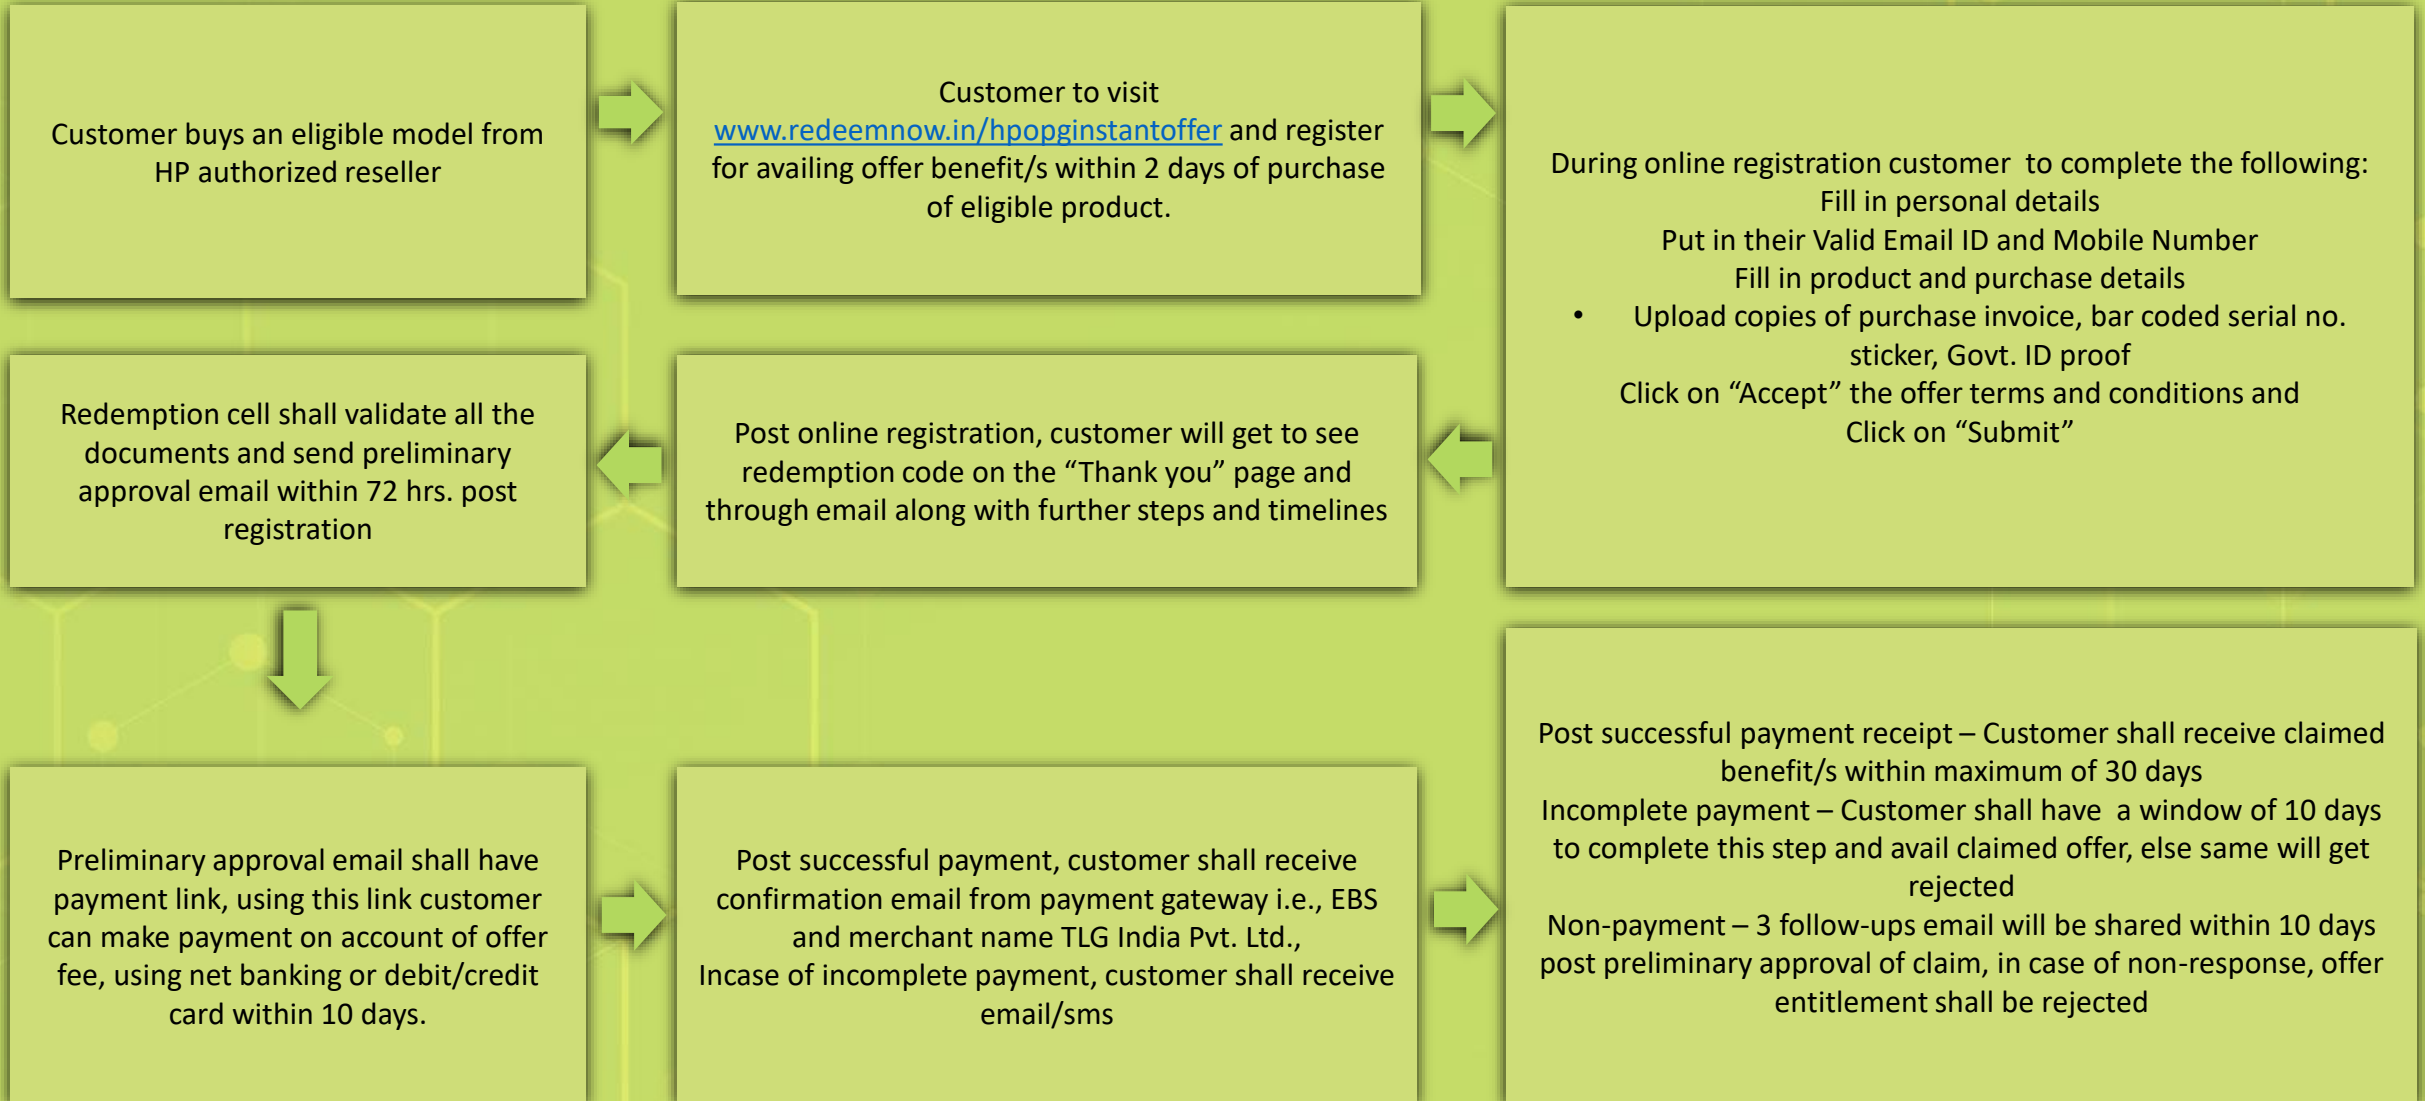 Customer buys an eligible model from
HP authorized reseller
Customer to visit
www.redeemnow.in/hpopginstantoffer and register
for availing offer benefit/s within 2 days of purchase
of eligible product.
During online registration customer  to complete the following:
Fill in personal details
Put in their Valid Email ID and Mobile Number
Fill in product and purchase details
• Upload copies of purchase invoice, bar coded serial no.
sticker, Govt. ID proof
Click on “Accept” the offer terms and conditions and
Click on “Submit”
Post online registration, customer will get to see
redemption code on the “Thank you” page and
through email along with further steps and timelines
Redemption cell shall validate all the
documents and send preliminary
approval email within 72 hrs. post
registration
Preliminary approval email shall have
payment link, using this link customer
can make payment on account of offer
fee, using net banking or debit/credit
card within 10 days.
Post successful payment, customer shall receive
confirmation email from payment gateway i.e., EBS
and merchant name TLG India Pvt. Ltd.,
Incase of incomplete payment, customer shall receive
email/sms
Post successful payment receipt – Customer shall receive claimed
benefit/s within maximum of 30 days
Incomplete payment – Customer shall have  a window of 10 days
to complete this step and avail claimed offer, else same will get
rejected
Non-payment – 3 follow-ups email will be shared within 10 days
post preliminary approval of claim, in case of non-response, offer
entitlement shall be rejected